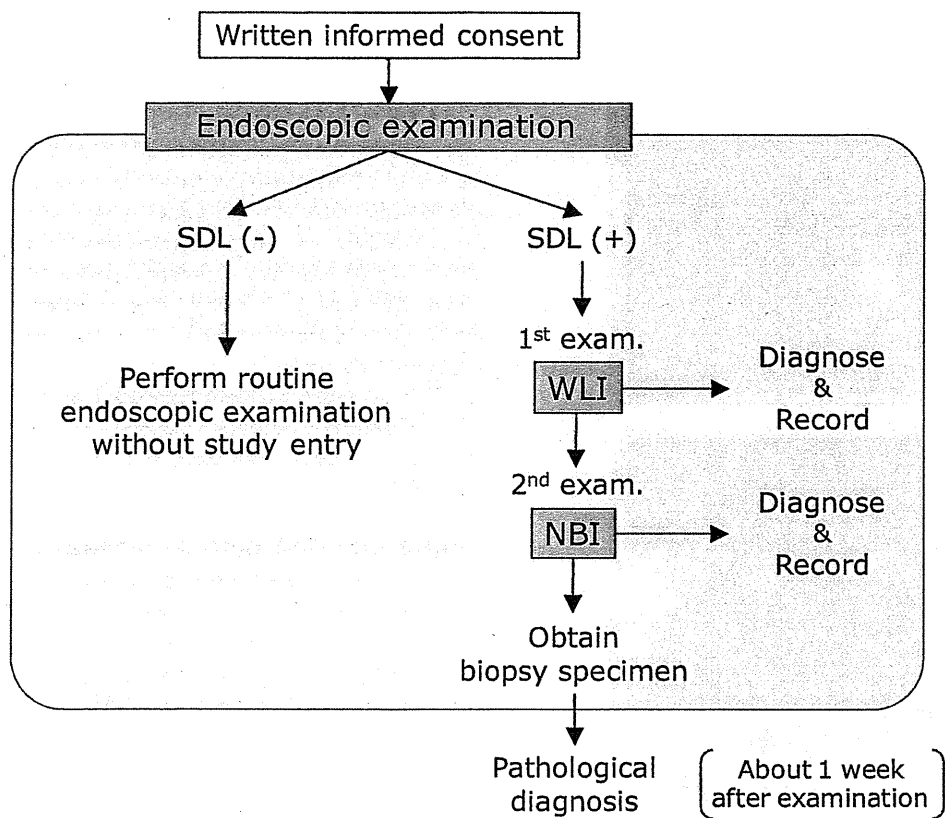 Written informed consent
Endoscopic examination
SDL (-)
SDL (+)
Perform routine
endoscopic examination
without study entry
1st exam.
WLI
Diagnose
&
Record
2nd exam.
NBI
Diagnose
&
Record
Obtain
biopsy specimen
Pathological
diagnosis
About 1 week
after examination